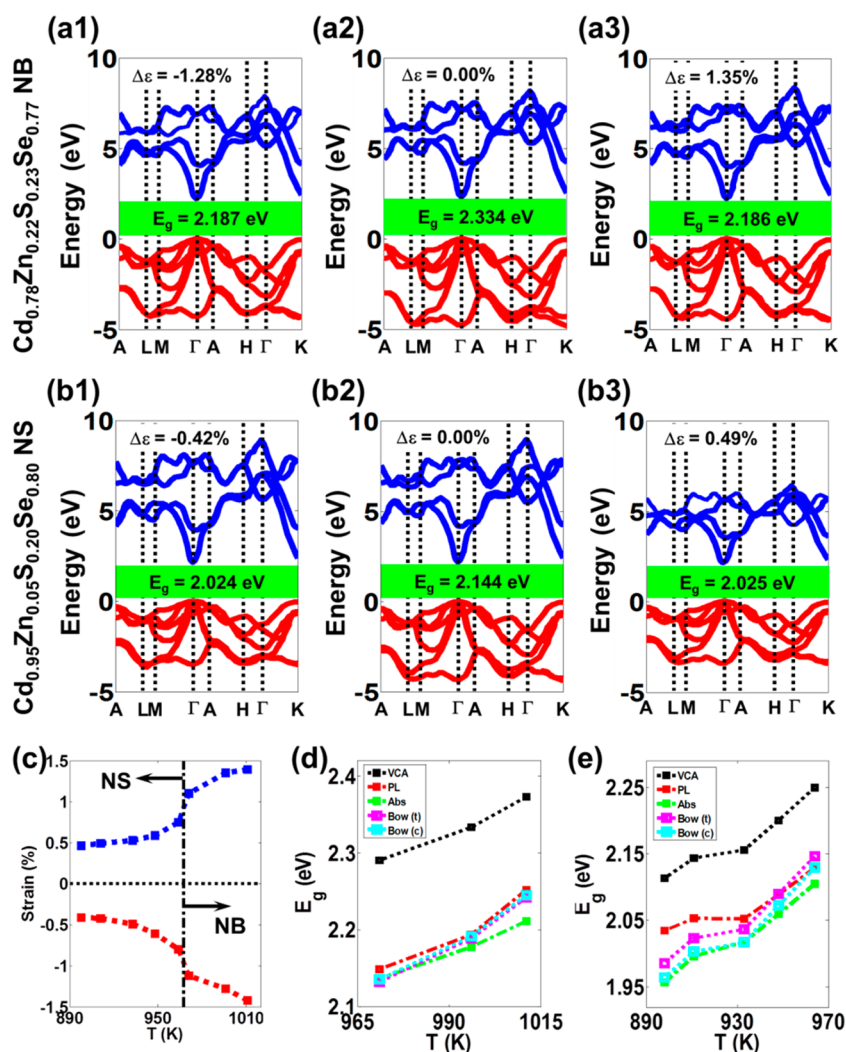 (a1) (a2) (a3)
Cd0.78Zn0.22S0.23Se0.77 NB
Energy (eV)
10
5
0
-5
Δε = -1.28%
Eg = 2.187 eV
A L M Γ A H Γ K
Energy (eV)
10
5
0
-5
Δε = 0.00%
Eg = 2.334 eV
A L M Γ A H Γ K
Energy (eV)
10
5
0
-5
Δε = 1.35%
Eg = 2.186 eV
A L M Γ A H Γ K
(b1) (b2) (b3)
Cd0.95Zn0.05S0.20Se0.80 NS
Energy (eV)
10
5
0
-5
Δε = -0.42%
Eg = 2.024 eV
A L M Γ A H Γ K
Energy (eV)
10
5
0
-5
Δε = 0.00%
Eg = 2.144 eV
A L M Γ A H Γ K
Energy (eV)
10
5
0
-5
Δε = 0.49%
Eg = 2.025 eV
A L M Γ A H Γ K
(c)
Strain (%)
1.5
1
0.5
0
-0.5
-1
-1.5
NS
NB
890 950 1010
T (K)
(d)
Eg (eV)
2.4
2.3
2.2
2.1
VCA
PL
Abs
Bow (t)
Bow (c)
965 990 1015
T (K)
(e)
Eg (eV)
2.25
2.15
2.05
1.95
VCA
PL
Abs
Bow (t)
Bow (c)
890 930 970
T (K)